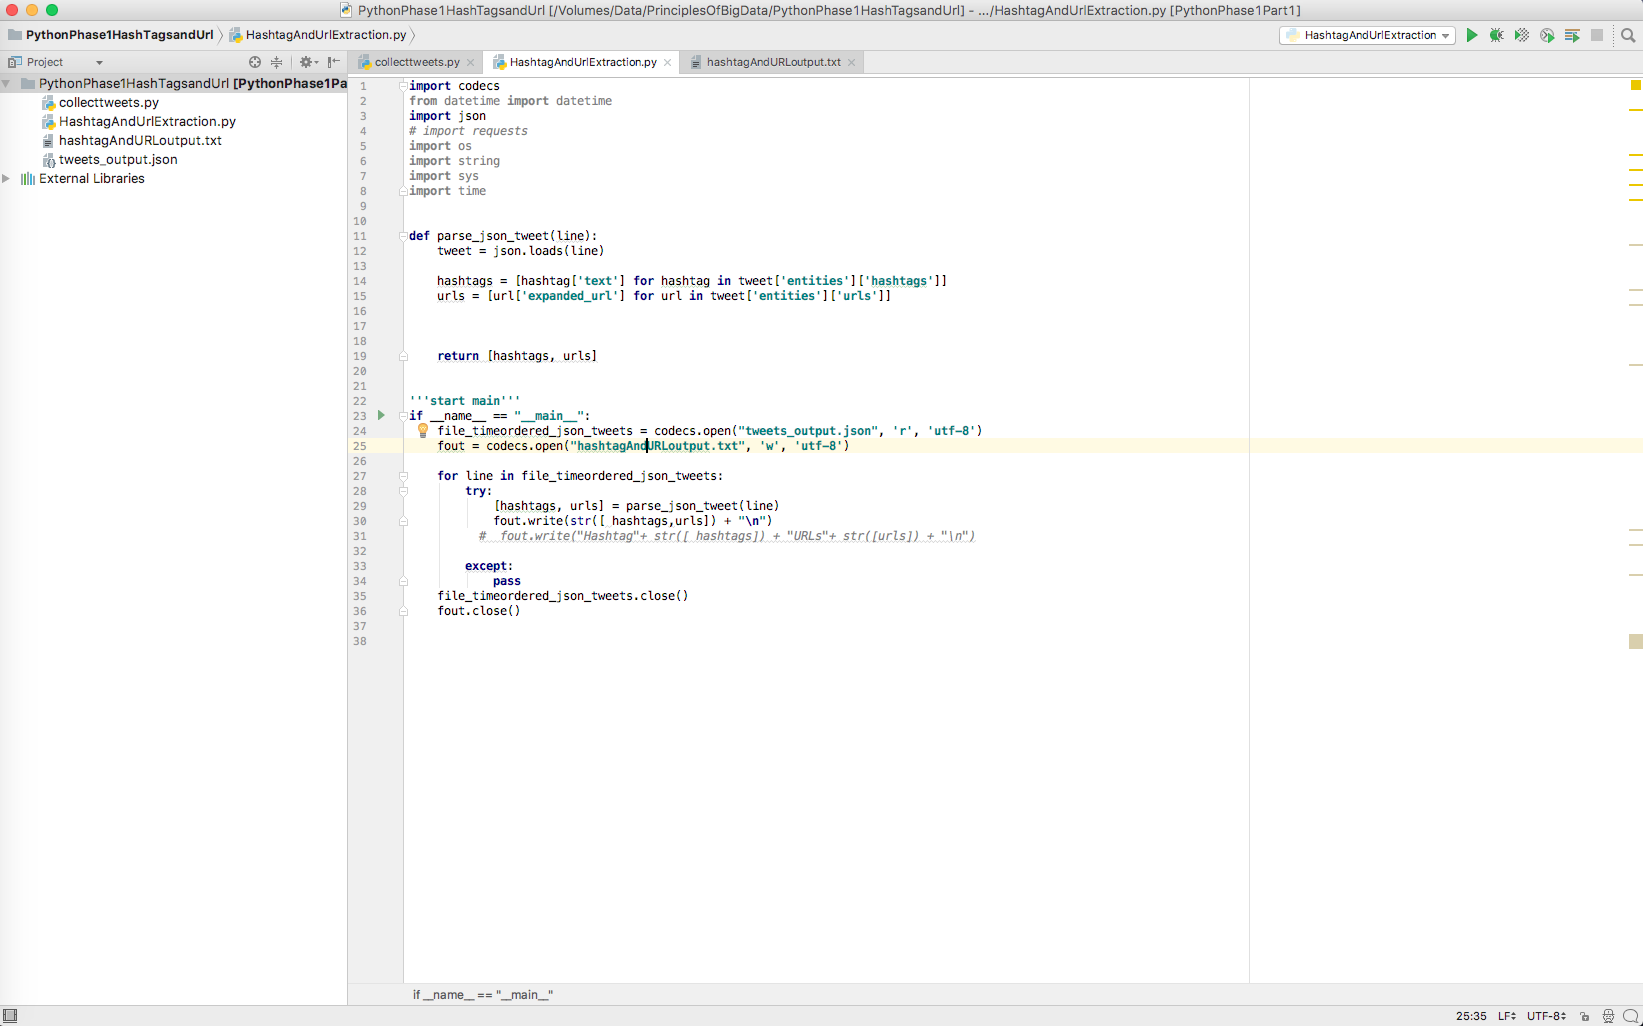 PythonPhase1HashTagsandUrl [/Volumes/Data/PrinciplesOfBigData/PythonPhase1HashTagsandUrl] - .../HashtagAndUrlExtraction.py [PythonPhase1Part1]
PythonPhase1HashTagsandUrl HashtagAndUrlExtraction.py HashtagAndUrlExtraction
Project collecttweets.py HashtagAndUrlExtraction.py hashtagAndURLoutput.txt
PythonPhase1HashTagsandUrl [PythonPhase1Pa
collecttweets.py
HashtagAndUrlExtraction.py
hashtagAndURLoutput.txt
tweets_output.json
External Libraries
1 import codecs
2 from datetime import datetime
3 import json
4 # import requests
5 import os
6 import string
7 import sys
8 import time
9
10
11 def parse_json_tweet(line):
12     tweet = json.loads(line)
13
14     hashtags = [hashtag['text'] for hashtag in tweet['entities']['hashtags']]
15     urls = [url['expanded_url'] for url in tweet['entities']['urls']]
16
17
18
19     return [hashtags, urls]
20
21
22 '''start main'''
23 if __name__ == "__main__":
24     file_timeordered_json_tweets = codecs.open("tweets_output.json", 'r', 'utf-8')
25     fout = codecs.open("hashtagAndURLoutput.txt", 'w', 'utf-8')
26
27     for line in file_timeordered_json_tweets:
28         try:
29             [hashtags, urls] = parse_json_tweet(line)
30             fout.write(str([ hashtags,urls]) + "\n")
31           #  fout.write("Hashtag"+ str([ hashtags]) + "URLs"+ str([urls]) + "\n")
32
33         except:
34             pass
35     file_timeordered_json_tweets.close()
36     fout.close()
37
38
if __name__ == "__main__"
25:35 LF UTF-8